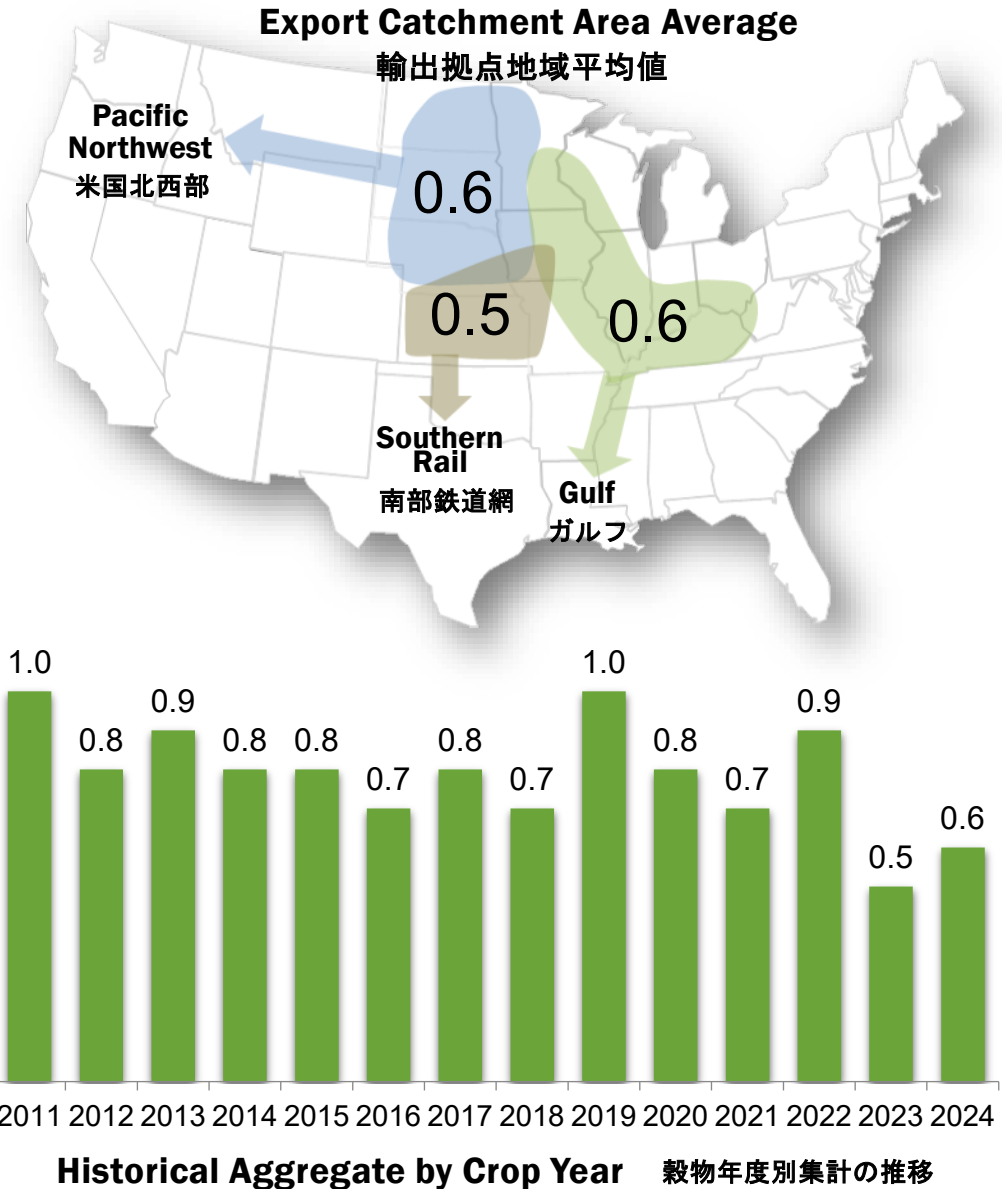 Export Catchment Area Average
輸出拠点地域平均値
Pacific
Northwest
米国北西部
0.6
0.5
0.6
Southern
Rail
南部鉄道網
Gulf
ガルフ
1.0
0.8
0.9
0.8
0.8
0.7
0.8
0.7
1.0
0.8
0.7
0.9
0.5
0.6
2011 2012 2013 2014 2015 2016 2017 2018 2019 2020 2021 2022 2023 2024
Historical Aggregate by Crop Year 穀物年度別集計の推移